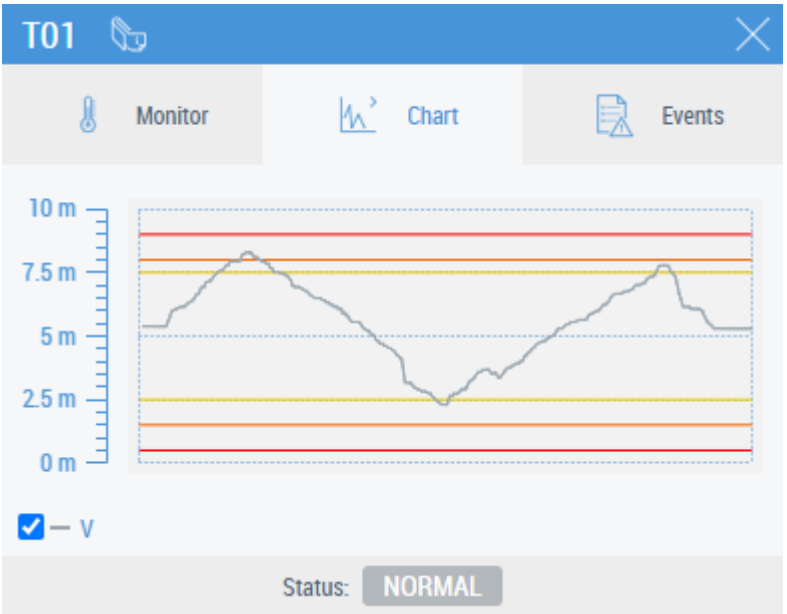 T01
Monitor
Chart
Events
10 m
7.5 m
5 m
2.5 m
0 m
V
Status: NORMAL